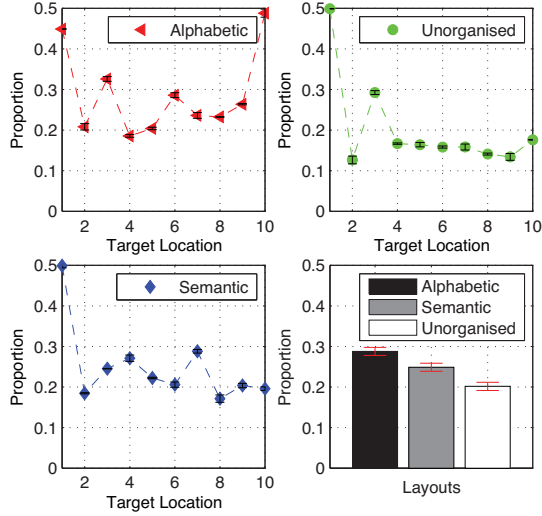 0.5
0.4
0.3
0.2
0.1
0
Proportion
2 4 6 8 10
Target Location
Alphabetic
0.5
0.4
0.3
0.2
0.1
0
Proportion
2 4 6 8 10
Target Location
Unorganised
0.5
0.4
0.3
0.2
0.1
0
Proportion
2 4 6 8 10
Target Location
Semantic
0.5
0.4
0.3
0.2
0.1
0
Proportion
Layouts
Alphabetic
Semantic
Unorganised